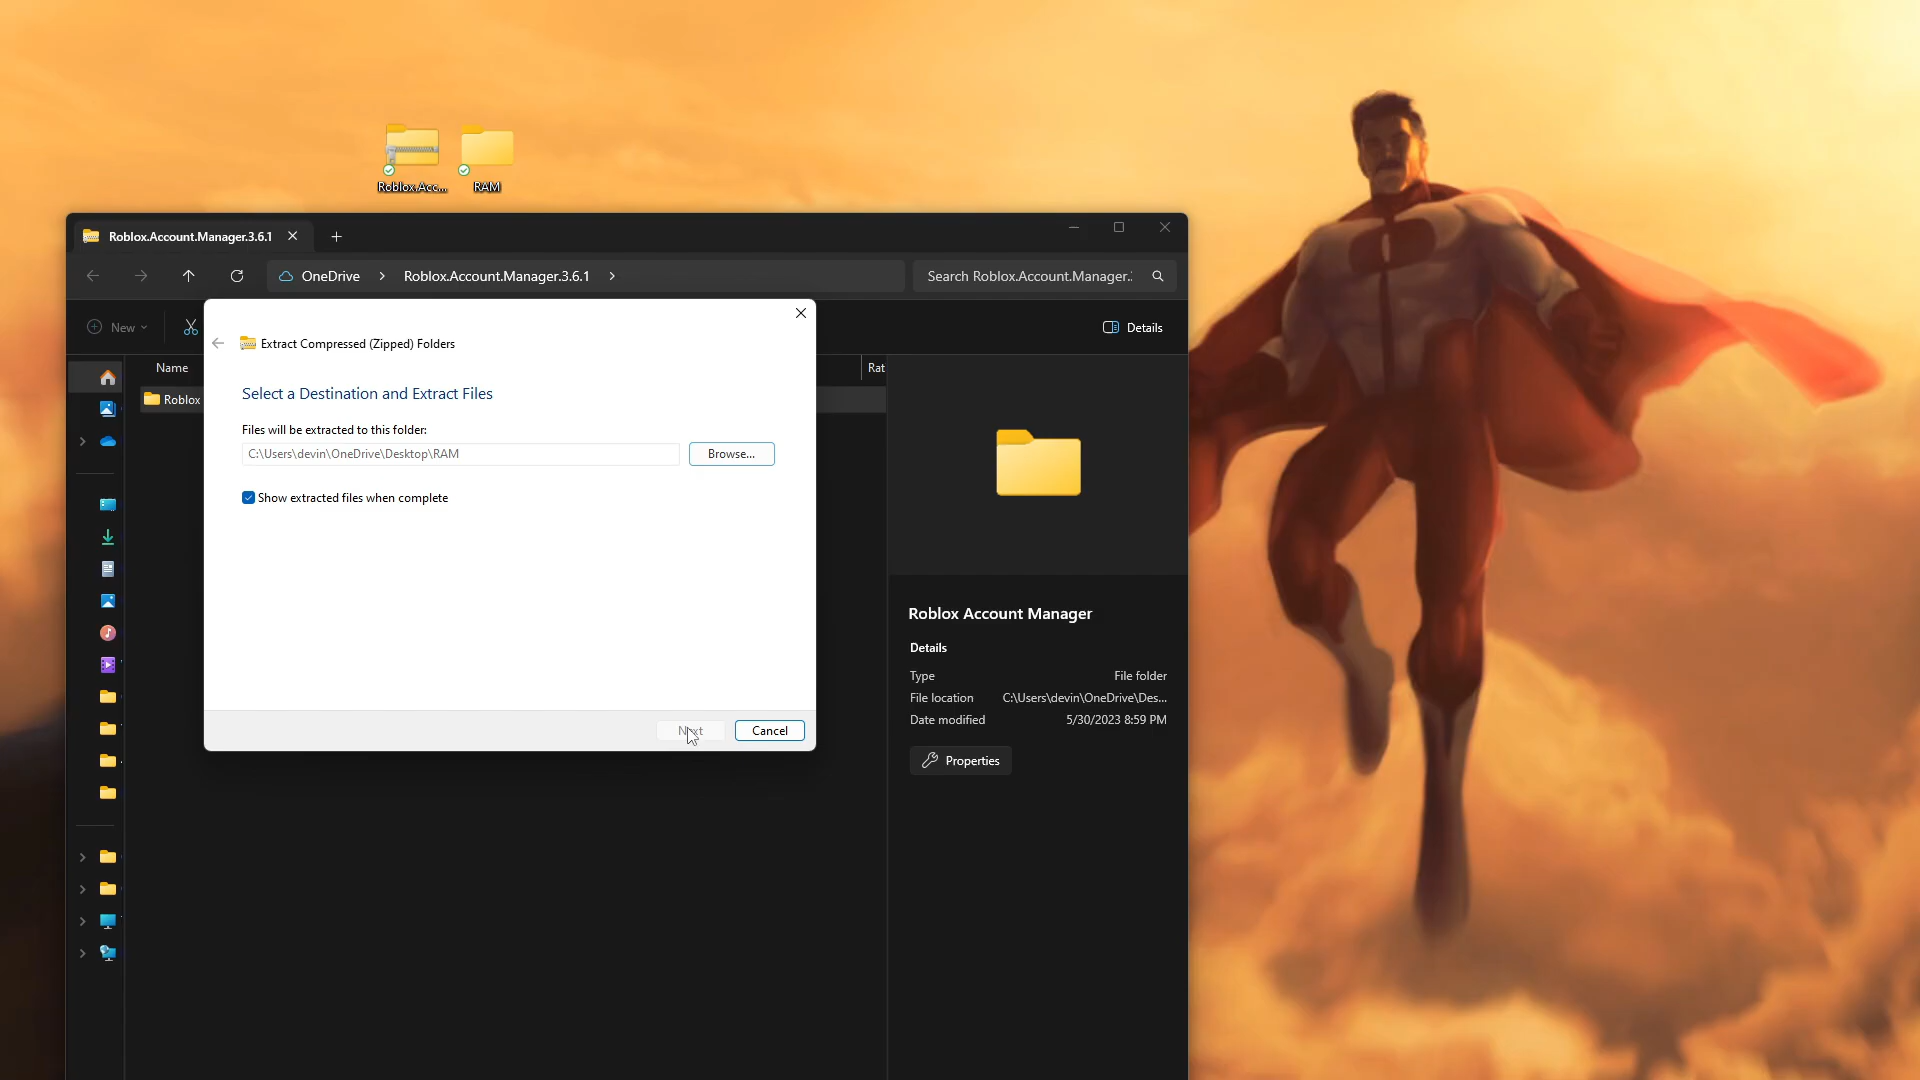 Roblox.Acc...
RAM
Roblox.Account.Manager.3.6.1
OneDrive
Roblox.Account.Manager.3.6.1
Search Roblox.Account.Manager.:
New
Details
Extract Compressed (Zipped) Folders
Name
Rat
Select a Destination and Extract Files
Roblox
Files will be extracted to this folder:
C:\Users\devin\OneDrive\Desktop\RAM
Browse...
Show extracted files when complete
Roblox Account Manager
Details
Type
File folder
File location
C:\Users\devin\OneDrive\Des...
Date modified
5/30/2023 8:59 PM
Next
Cancel
Properties